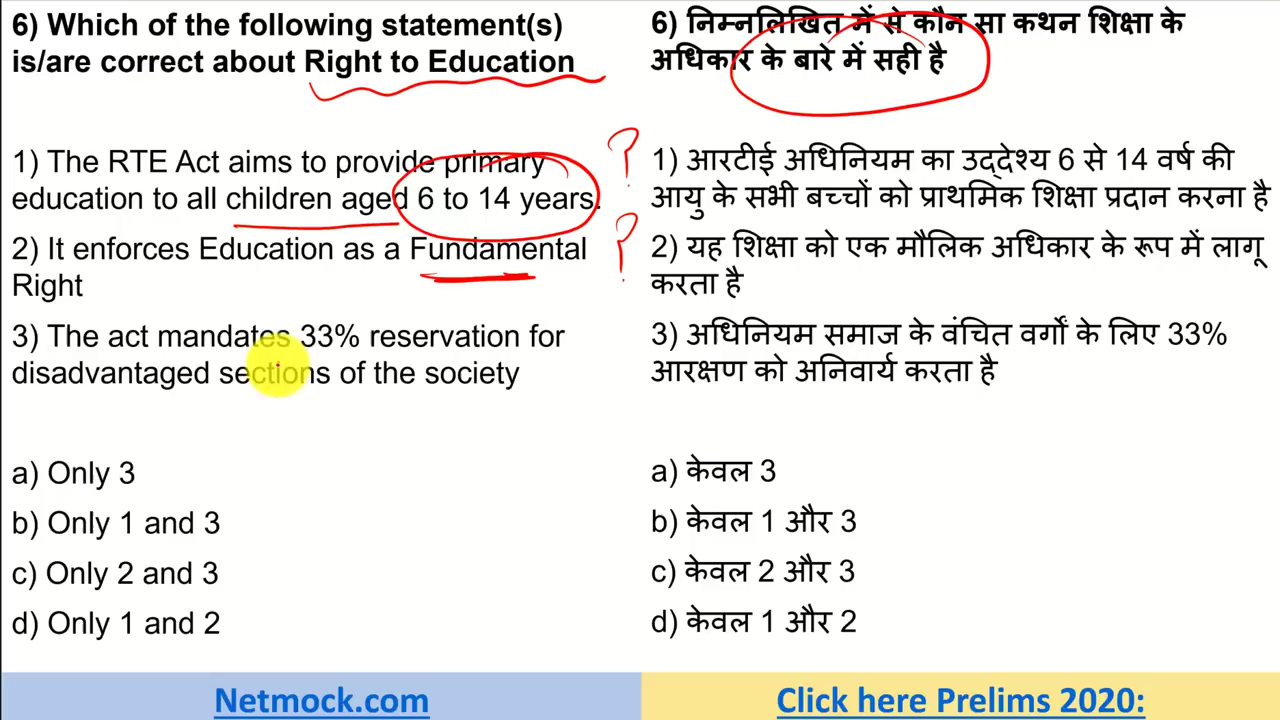 6) Which of the following statement(s)
is/are correct about Right to Education
1) The RTE Act aims to provide primary
education to all children aged 6 to 14 years.
2) It enforces Education as a Fundamental
Right
3) The act mandates 33% reservation for
disadvantaged sections of the society
a) Only 3
b) Only 1 and 3
c) Only 2 and 3
d) Only 1 and 2
6) निम्नलिखित में से कौन सा कथन शिक्षा के
अधिकार के बारे में सही है
1) आरटीई अधिनियम का उद्देश्य 6 से 14 वर्ष की
आयु के सभी बच्चों को प्राथमिक शिक्षा प्रदान करना है
2) यह शिक्षा को एक मौलिक अधिकार के रूप में लागू
करता है
3) अधिनियम समाज के वंचित वर्गों के लिए 33%
आरक्षण को अनिवार्य करता है
a) केवल 3
b) केवल 1 और 3
c) केवल 2 और 3
d) केवल 1 और 2
?
?
Netmock.com
Click here Prelims 2020: